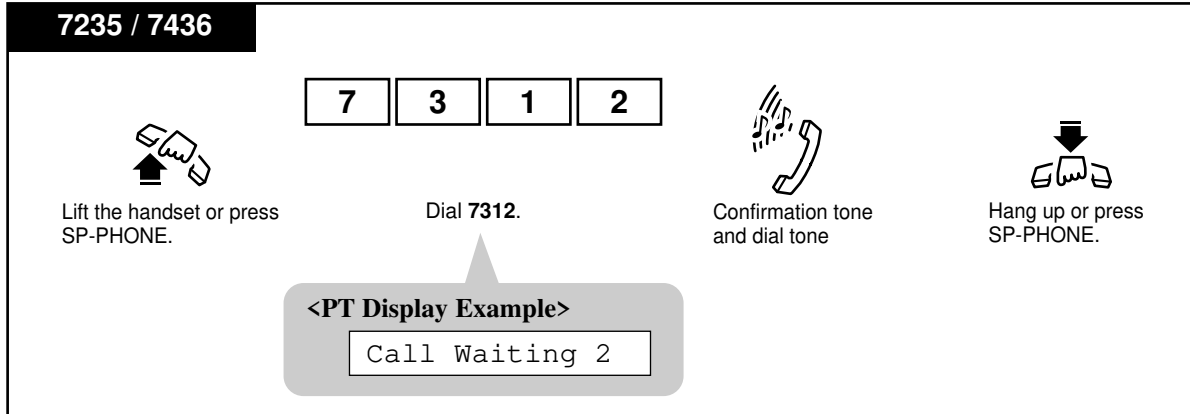 7235 / 7436
7 3 1 2
Lift the handset or press
SP-PHONE.
Dial 7312.
Confirmation tone
and dial tone
Hang up or press
SP-PHONE.
<PT Display Example>
Call Waiting 2